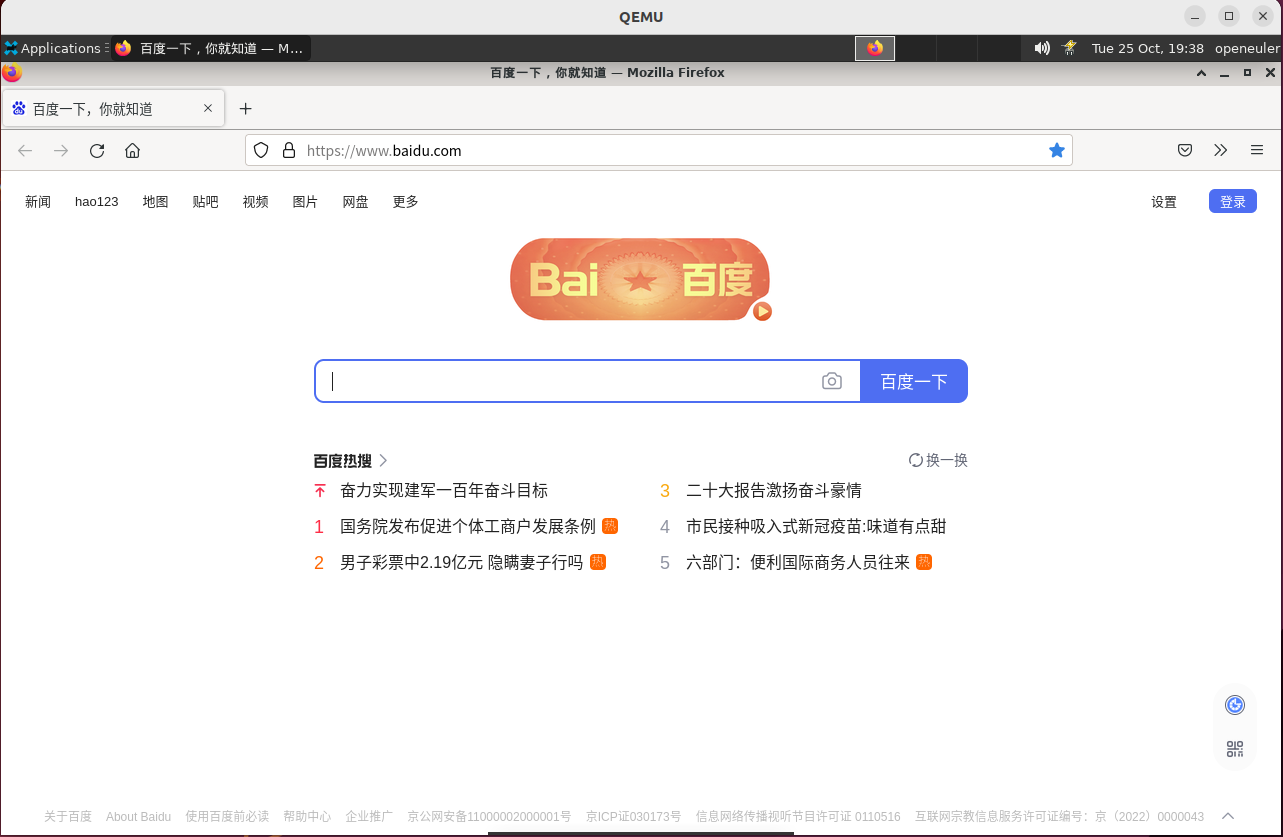 QEMU
Applications 百度一下，你就知道 — M... Tue 25 Oct, 19:38 openeuler
百度一下，你就知道 — Mozilla Firefox
百度一下，你就知道
https://www.baidu.com
新闻 hao123 地图 贴吧 视频 图片 网盘 更多 设置 登录
Bai 百度
百度一下
百度热搜 换一换
奋力实现建军一百年奋斗目标 3 二十大报告激扬奋斗豪情
1 国务院发布促进个体工商户发展条例 热 4 市民接种吸入式新冠疫苗:味道有点甜
2 男子彩票中2.19亿元 隐瞒妻子行吗 热 5 六部门：便利国际商务人员往来 热
关于百度 About Baidu 使用百度前必读 帮助中心 企业推广 京公网安备11000002000001号 京ICP证030173号 信息网络传播视听节目许可证 0110516 互联网宗教信息服务许可证编号：京（2022）0000043